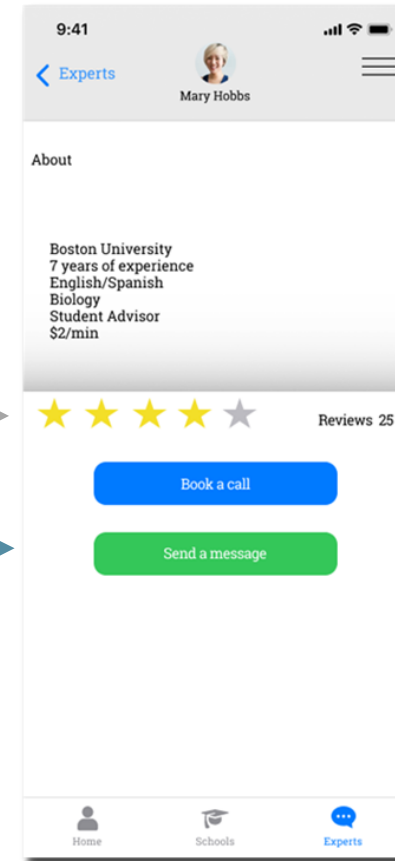 9:41
Experts
Mary Hobbs
About
Boston University
7 years of experience
English/Spanish
Biology
Student Advisor
$2/min
Reviews 25
Book a call
Send a message
Home
Schools
Experts